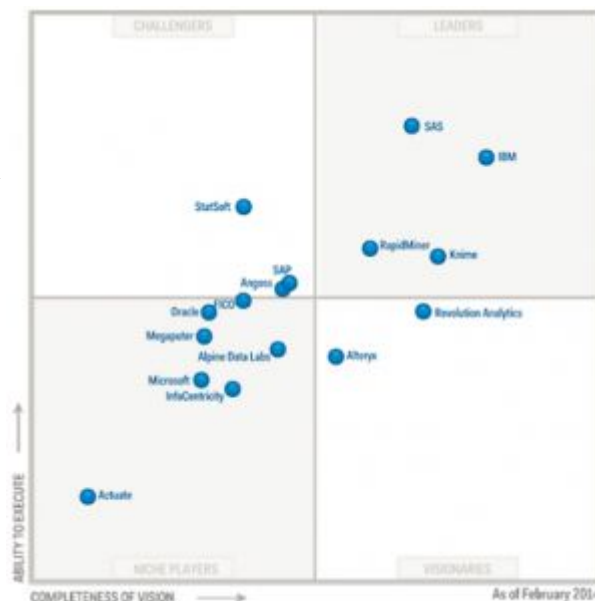 CHALLENGERS
LEADERS
SAS
IBM
StatSoft
RapidMiner
Knime
SAP
Angoss
FICO
Oracle
Revolution Analytics
Megaputer
Alpine Data Labs
Alteryx
Microsoft
InfoCentricity
Actuate
ABILITY TO EXECUTE
NICHE PLAYERS
VISIONARIES
COMPLETENESS OF VISION
As of February 2014